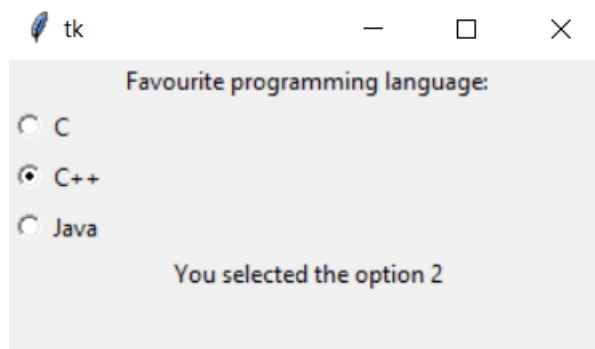 tk
Favourite programming language:
C
C++
Java
You selected the option 2